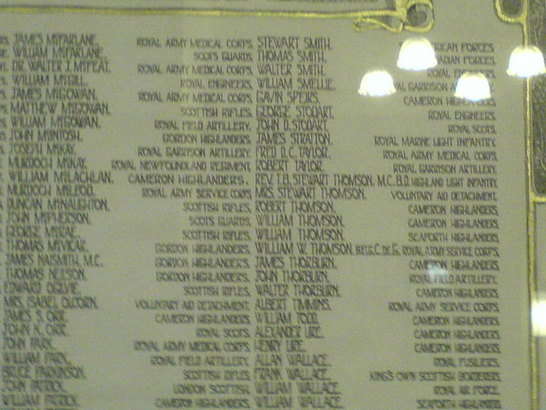 JAMES McFARLANE. ROYAL ARMY MEDICAL CORPS. STEWART SMITH. AFRICAN FORCES.
WILLIAM McFARLANE. SCOTS GUARDS. THOMAS SMITH. CANADIAN FORCES.
DR. WALTER J. McFEAT. ROYAL ARMY MEDICAL CORPS. WALTER SMITH. ROYAL
WILLIAM McGILL. ROYAL ENGINEERS. WILLIAM SMELLIE. GARRISON
JAMES McGOWAN. ROYAL ARMY MEDICAL CORPS. GAVIN SPEIRS. CAMERON HIGHLANDERS.
MATTHEW McGOWAN. SCOTTISH RIFLES. GEORGE STODART. ROYAL ENGINEERS.
WILLIAM McGOWAN. ROYAL FIELD ARTILLERY. JOHN D. STODART. ROYAL SCOTS.
JOHN McINTOSH. GORDON HIGHLANDERS. JAMES STRATTON. ROYAL MARINE LIGHT INFANTRY.
JOSEPH McKAY. ROYAL GARRISON ARTILLERY. FRED D.C. TAYLOR. ROYAL ARMY MEDICAL CORPS.
MURDOCH McKAY. ROYAL NEWFOUNDLAND REGIMENT. ROBERT TAYLOR. ROYAL GARRISON ARTILLERY.
WILLIAM McLACHLAN. CAMERON HIGHLANDERS. REV. J.B. STEWART THOMSON. M.C. B.D. HIGHLAND LIGHT INFANTRY.
MURDOCH McLEOD. ROYAL ARMY SERVICE CORPS. MRS. STEWART THOMSON. VOLUNTARY AID DETACHMENT.
DUNCAN McNAUGHTON. SCOTTISH RIFLES. ROBERT THOMSON. CAMERON HIGHLANDERS.
JOHN McPHERSON. SCOTS GUARDS. WILLIAM THOMSON. CAMERON HIGHLANDERS.
GEORGE McRAE. SCOTTISH RIFLES. WILLIAM THOMSON. SEAFORTH HIGHLANDERS.
THOMAS McVICAR. GORDON HIGHLANDERS. WILLIAM W. THOMSON. ROYAL ARMY SERVICE CORPS.
JAMES NAISMITH, M.C. GORDON HIGHLANDERS. JAMES THORBURN. CAMERON HIGHLANDERS.
THOMAS NEILSON. GORDON HIGHLANDERS. JOHN THORBURN. ROYAL FIELD ARTILLERY.
EDWARD OGILVIE. SCOTTISH RIFLES. WALTER THORBURN. CAMERON HIGHLANDERS.
MRS. ISABEL VOLUNTARY AID DETACHMENT. ALBERT TIMMINS. ROYAL ARMY SERVICE CORPS.
JAMES S. ORR. CAMERON HIGHLANDERS. WILLIAM TODD. CAMERON HIGHLANDERS.
JOHN K. ORR. ROYAL SCOTS. ALEXANDER URE. CAMERON HIGHLANDERS.
JOHN PARK. ROYAL ARMY MEDICAL CORPS. HENRY URE. CAMERON HIGHLANDERS.
WILLIAM PARK. ROYAL FIELD ARTILLERY. ALLAN WALLACE. ROYAL FUSILIERS.
BRUCE PARKINSON. SCOTTISH RIFLES. FRANK WALLACE. KING'S OWN SCOTTISH BORDERERS.
JOHN PATRICK. LONDON SCOTTISH. WILLIAM WALLACE. ROYAL AIR FORCE.
WILLIAM PATRICK. CAMERON HIGHLANDERS. WILLIAM WALLACE. SEAFORTH HIGHLANDERS.